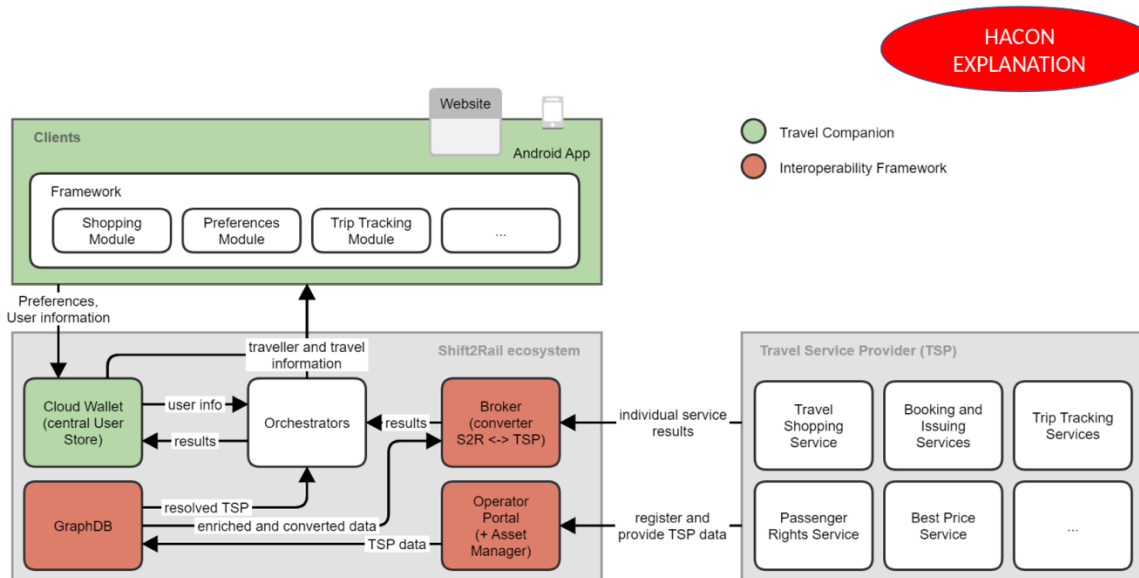 HACON
EXPLANATION
Website
Clients
Android App
Travel Companion
Interoperability Framework
Framework
Shopping
Module
Preferences
Module
Trip Tracking
Module
...
Preferences,
User information
traveller and travel
information
Shift2Rail ecosystem
Travel Service Provider (TSP)
Cloud Wallet
(central User
Store)
user info
results
Orchestrators
results
Broker
(converter
S2R <-> TSP)
individual service
results
Travel
Shopping
Service
Booking and
Issuing
Services
Trip Tracking
Services
GraphDB
resolved TSP
enriched and converted data
TSP data
Operator
Portal
(+ Asset
Manager)
register and
provide TSP data
Passenger
Rights Service
Best Price
Service
...